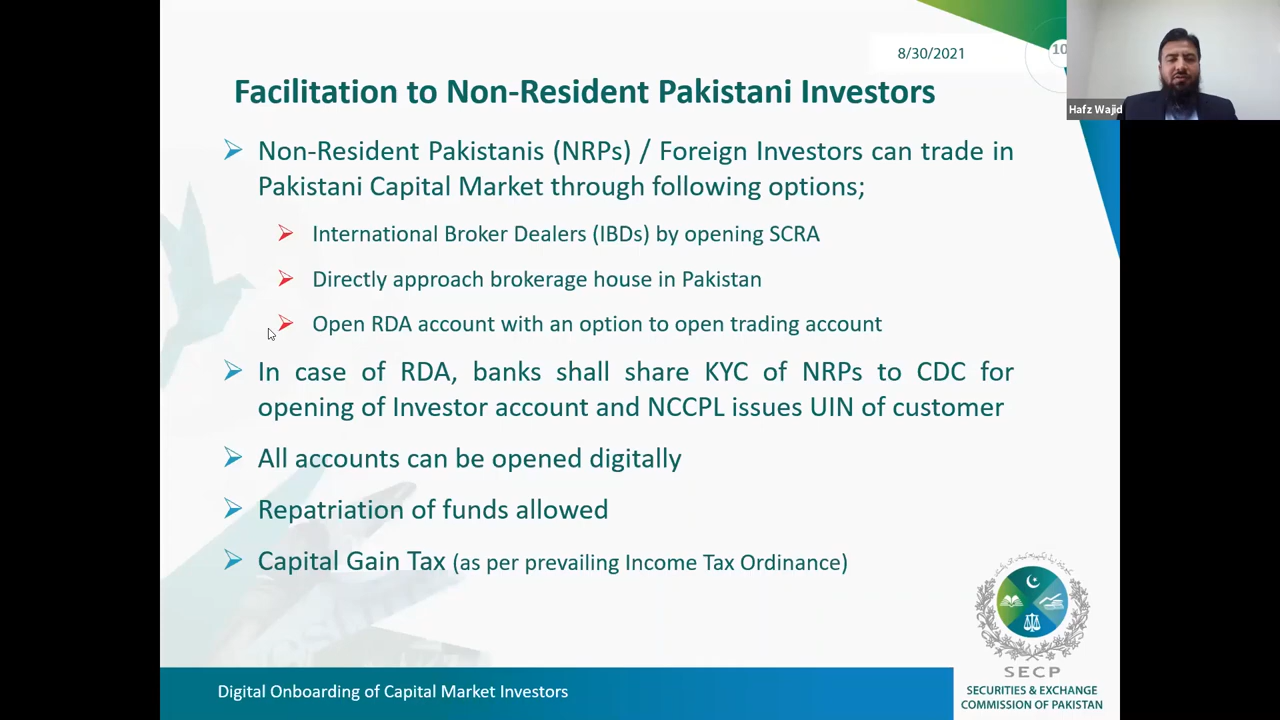 8/30/2021
10
Hafz Wajid
Facilitation to Non-Resident Pakistani Investors
Non-Resident Pakistanis (NRPs) / Foreign Investors can trade in
Pakistani Capital Market through following options;
International Broker Dealers (IBDs) by opening SCRA
Directly approach brokerage house in Pakistan
Open RDA account with an option to open trading account
In case of RDA, banks shall share KYC of NRPs to CDC for
opening of Investor account and NCCPL issues UIN of customer
All accounts can be opened digitally
Repatriation of funds allowed
Capital Gain Tax (as per prevailing Income Tax Ordinance)
Digital Onboarding of Capital Market Investors
SECP
SECURITIES & EXCHANGE
COMMISSION OF PAKISTAN